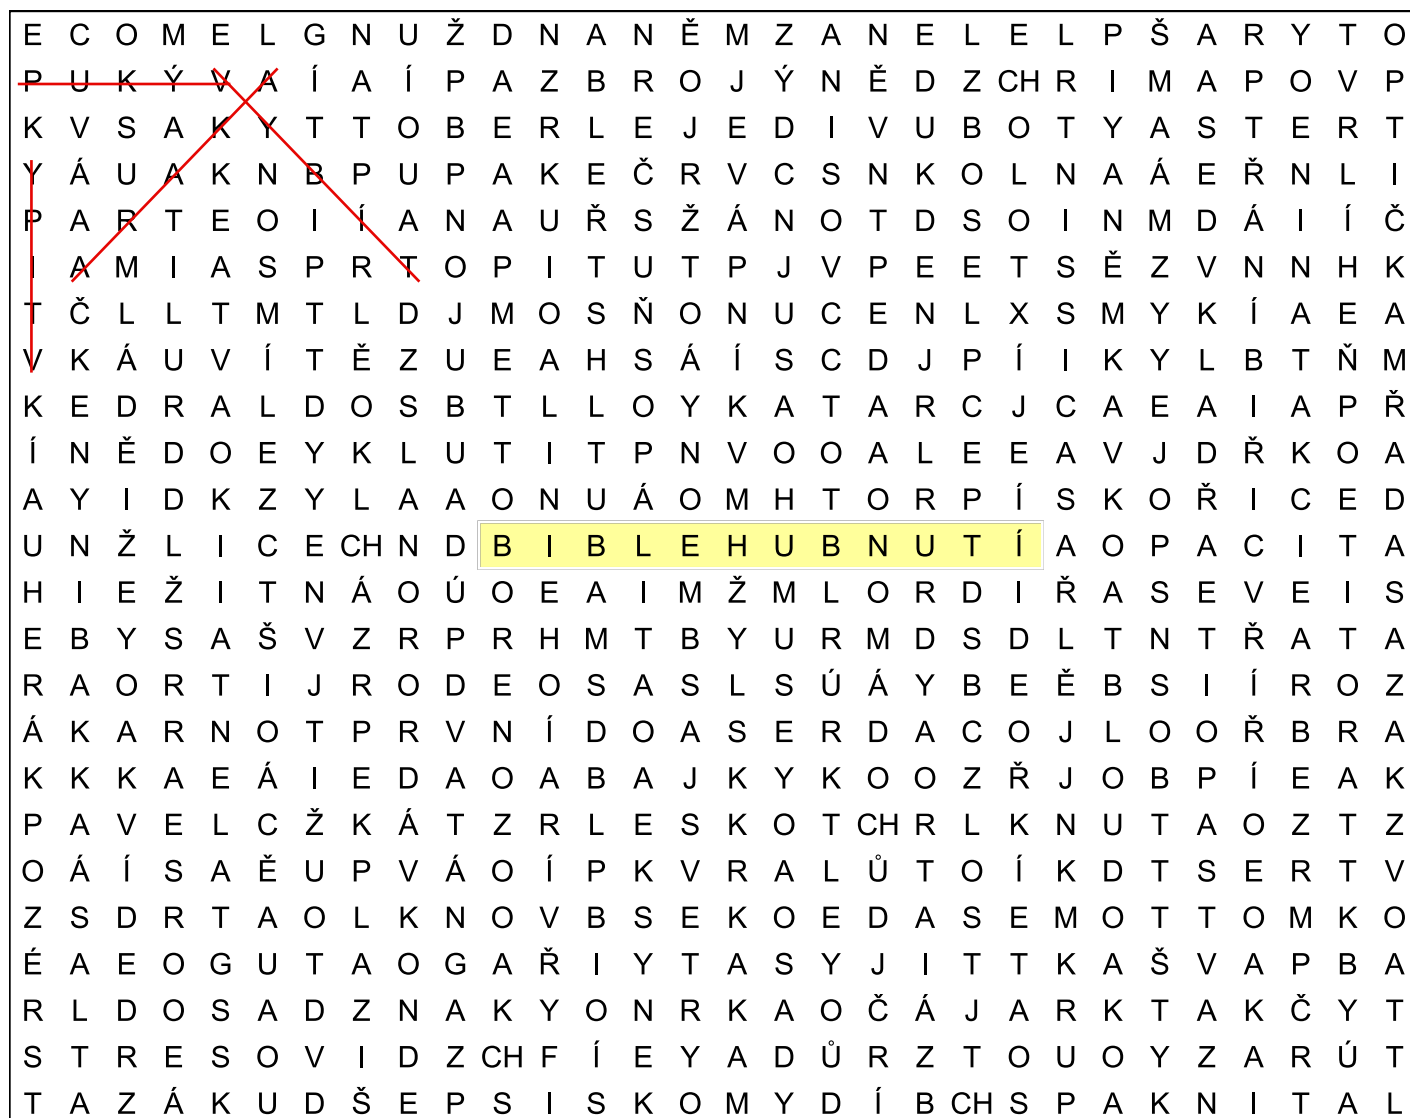 E C O M E L G N U Ž D N A N Ě M Z A N E L E L P Š A R Y T O
P U K Ý V A Í A Í P A Z B R O J Ý N Ě D Z CH R I M A P O V P
K V S A K Y T T O B E R L E J E D I V U B O T Y A S T E R T
Y Á U A K N B P U P A K E Č R V C S N K O L N A Á E Ř N L I
P A R T E O I Í A N A U Ř S Ž Á N O T D S O I N M D Á I Í Č
I A M I A S P R T O P I T U T P J V P E E T S Ě Z V N N H K
T Č L L T M T L D J M O S Ň O N U C E N L X S M Y K Í A E A
V K Á U V Í T Ě Z U E A H S Á Í S C D J P Í I K Y L B T Ň M
K E D R A L D O S B T L L O Y K A T A R C J C A E A I A P Ř
Í N Ě D O E Y K L U T I T P N V O O A L E E A V J D Ř K O A
A Y I D K Z Y L A A O N U Á O M H T O R P Í S K O Ř I C E D
U N Ž L I C E CH N D B I B L E H U B N U T Í A O P A C I T A
H I E Ž I T N Á O Ú O E A I M Ž M L O R D I Ř A S E V E I S
E B Y S A Š V Z R P R H M T B Y U R M D S D L T N T Ř A T A
R A O R T I J R O D E O S A S L S Ú Á Y B E Ě B S I Í R O Z
Á K A R N O T P R V N Í D O A S E R D A C O J L O O Ř B R A
K K K A E Á I E D A O A B A J K Y K O O Z Ř J O B P Í E A K
P A V E L C Ž K Á T Z R L E S K O T CH R L K N U T A O Z T Z
O Á Í S A Ě U P V Á O Í P K V R A L Ů T O Í K D T S E R T V
Z S D R T A O L K N O V B S E K O E D A S E M O T T O M K O
É A E O G U T A O G A Ř I Y T A S Y J I T T K A Š V A P B A
R L D O S A D Z N A K Y O N R K A O Č Á J A R K T A K Č Y T
S T R E S O V I D Z CH F Í E Y A D Ů R Z T O U O Y Z A R Ú T
T A Z Á K U D Š E P S I S K O M Y D Í B CH S P A K N I T A L